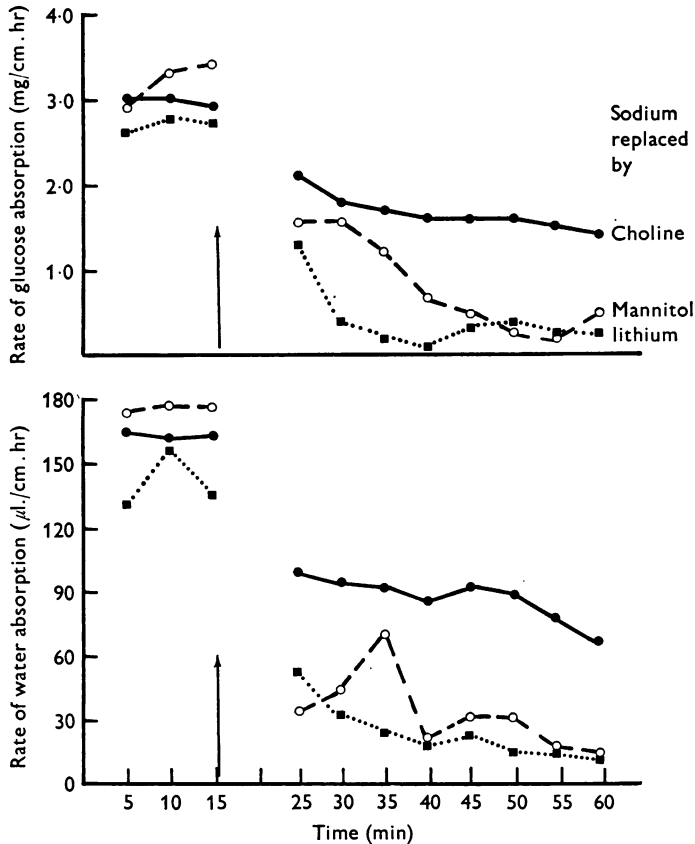 Rate of glucose absorption (mg/cm. hr)
4·0
3·0
2·0
1·0
Sodium
replaced
by
Choline
Mannitol
lithium
Rate of water absorption (μl./cm. hr)
180
150
120
90
60
30
0
5 10 15 25 30 35 40 45 50 55 60
Time (min)